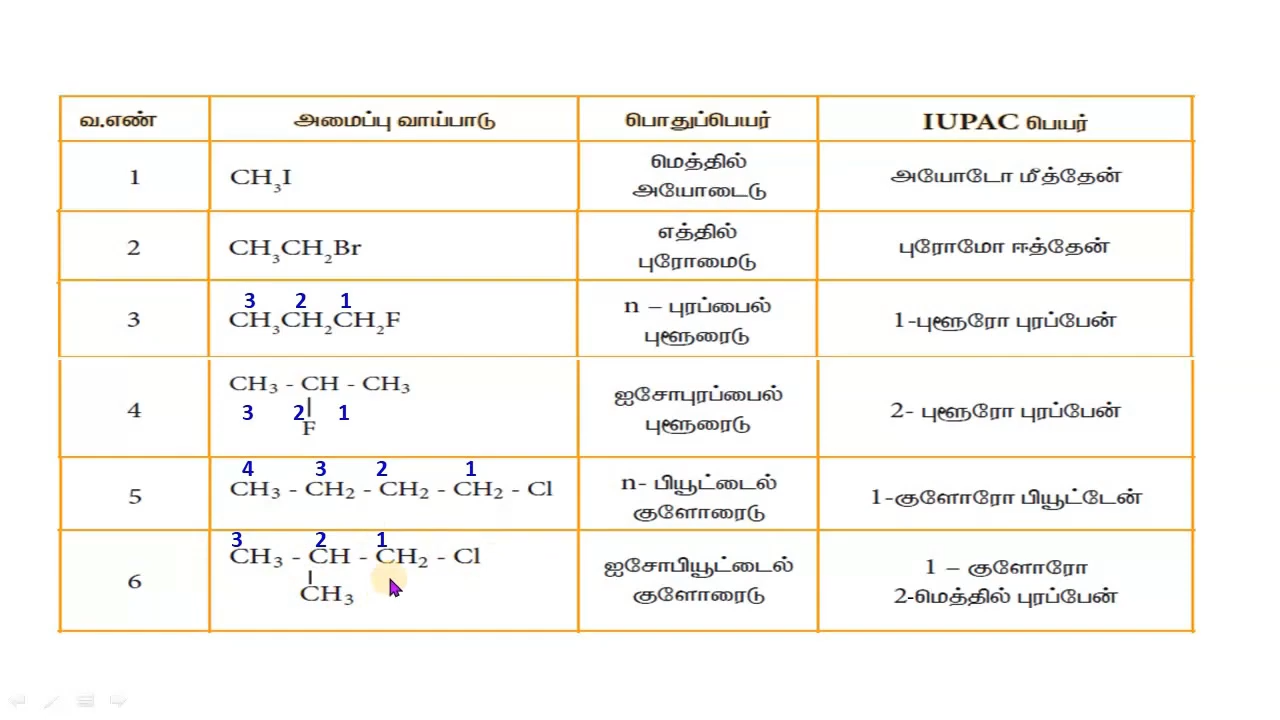 வ.எண் அமைப்பு வாய்பாடு பொதுப்பெயர் IUPAC பெயர்
1 CH₃I மெத்தில் அயோடைடு அயோடோ மீத்தேன்
2 CH₃CH₂Br எத்தில் புரோமைடு புரோமோ ஈத்தேன்
3 2 1
3 CH₃CH₂CH₂F n – புரப்பைல் புளூரைடு 1-புளூரோ புரப்பேன்
CH₃ - CH - CH₃
4 3 2 1 ஐசோபுரப்பைல் புளூரைடு 2- புளூரோ புரப்பேன்
F
4 3 2 1
5 CH₃ - CH₂ - CH₂ - CH₂ - Cl n- பியூட்டைல் குளோரைடு 1-குளோரோ பியூட்டேன்
3 2 1
CH₃ - CH - CH₂ - Cl
6 ஐசோபியூட்டைல் குளோரைடு 1 – குளோரோ 2-மெத்தில் புரப்பேன்
CH₃